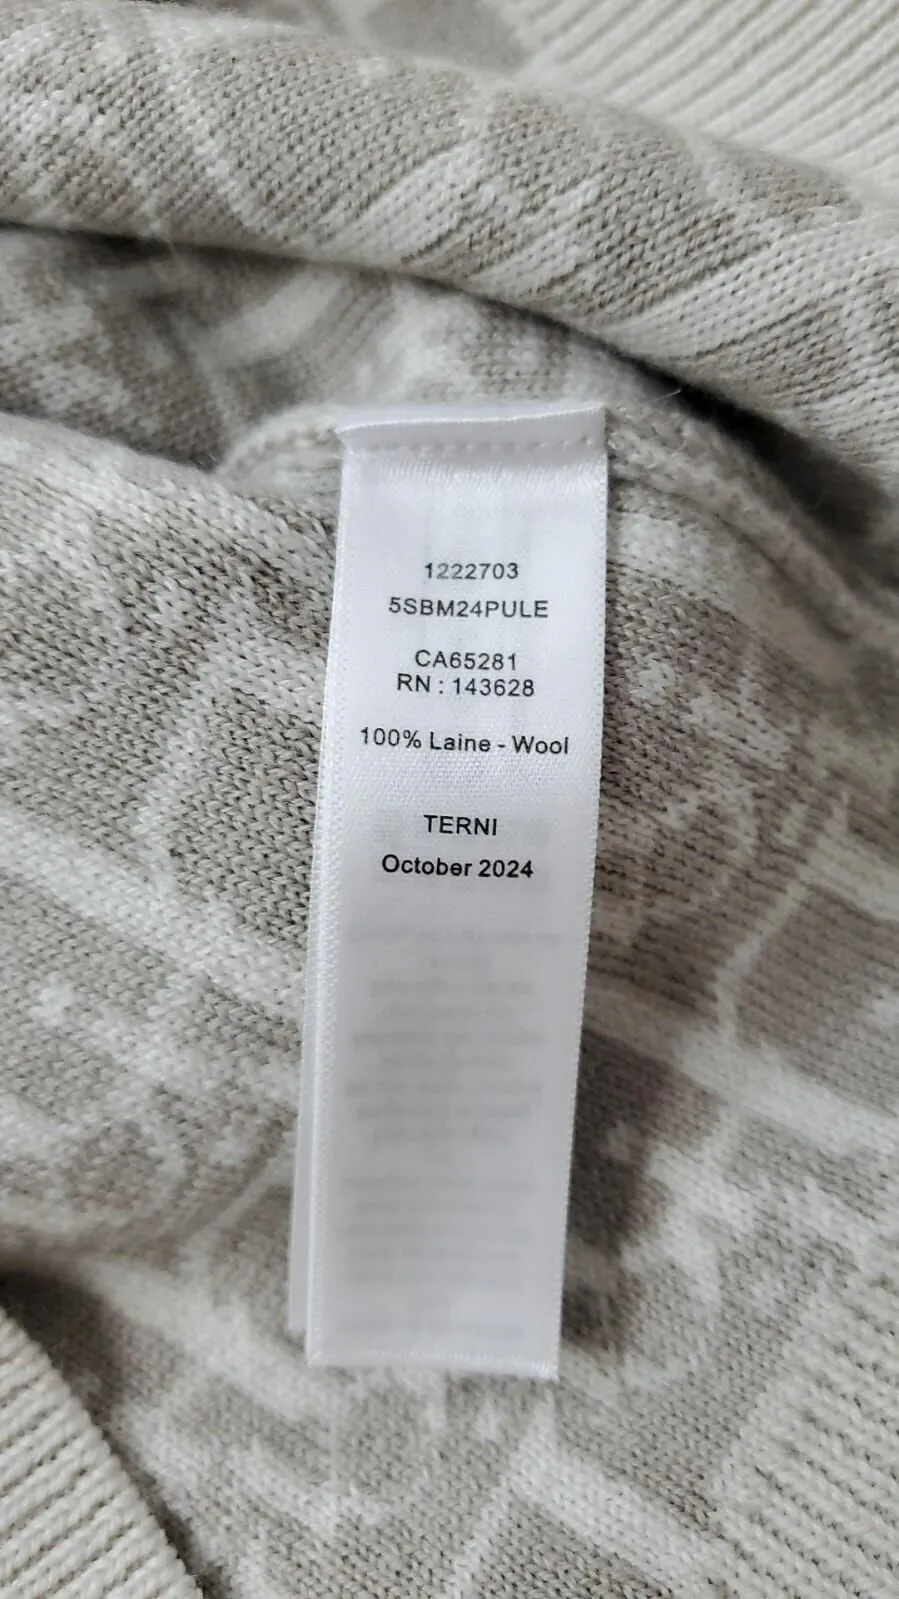 1222703
5SBM24PULE
CA65281
RN : 143628
100% Laine - Wool
TERNI
October 2024